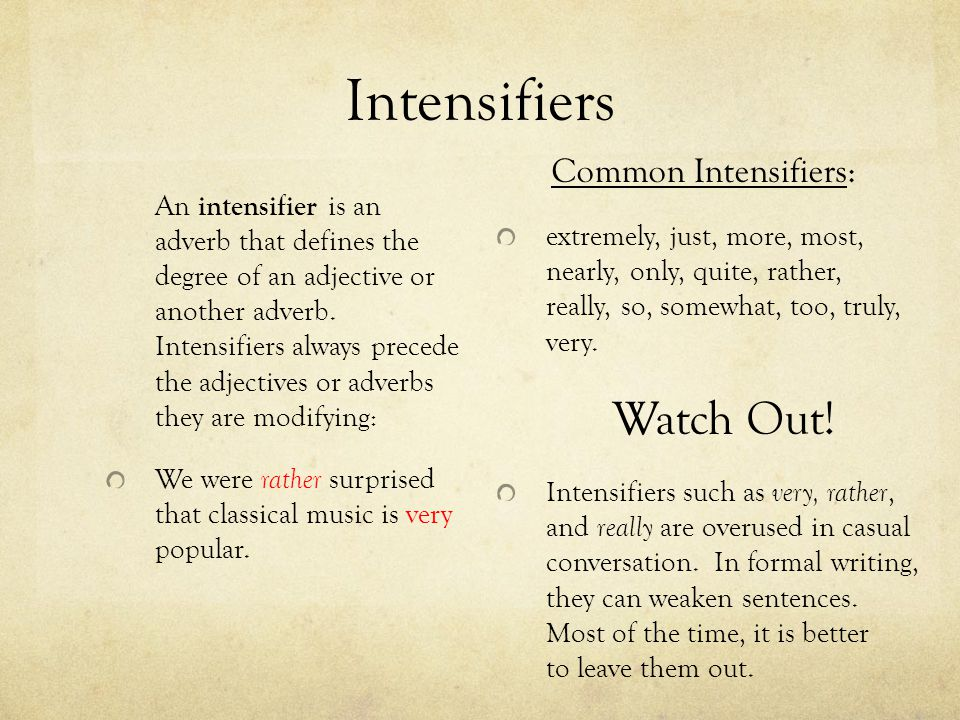 Intensifiers
An intensifier is an
adverb that defines the
degree of an adjective or
another adverb.
Intensifiers always precede
the adjectives or adverbs
they are modifying:
We were rather surprised
that classical music is very
popular.
Common Intensifiers:
extremely, just, more, most,
nearly, only, quite, rather,
really, so, somewhat, too, truly,
very.
Watch Out!
Intensifiers such as very, rather,
and really are overused in casual
conversation. In formal writing,
they can weaken sentences.
Most of the time, it is better
to leave them out.